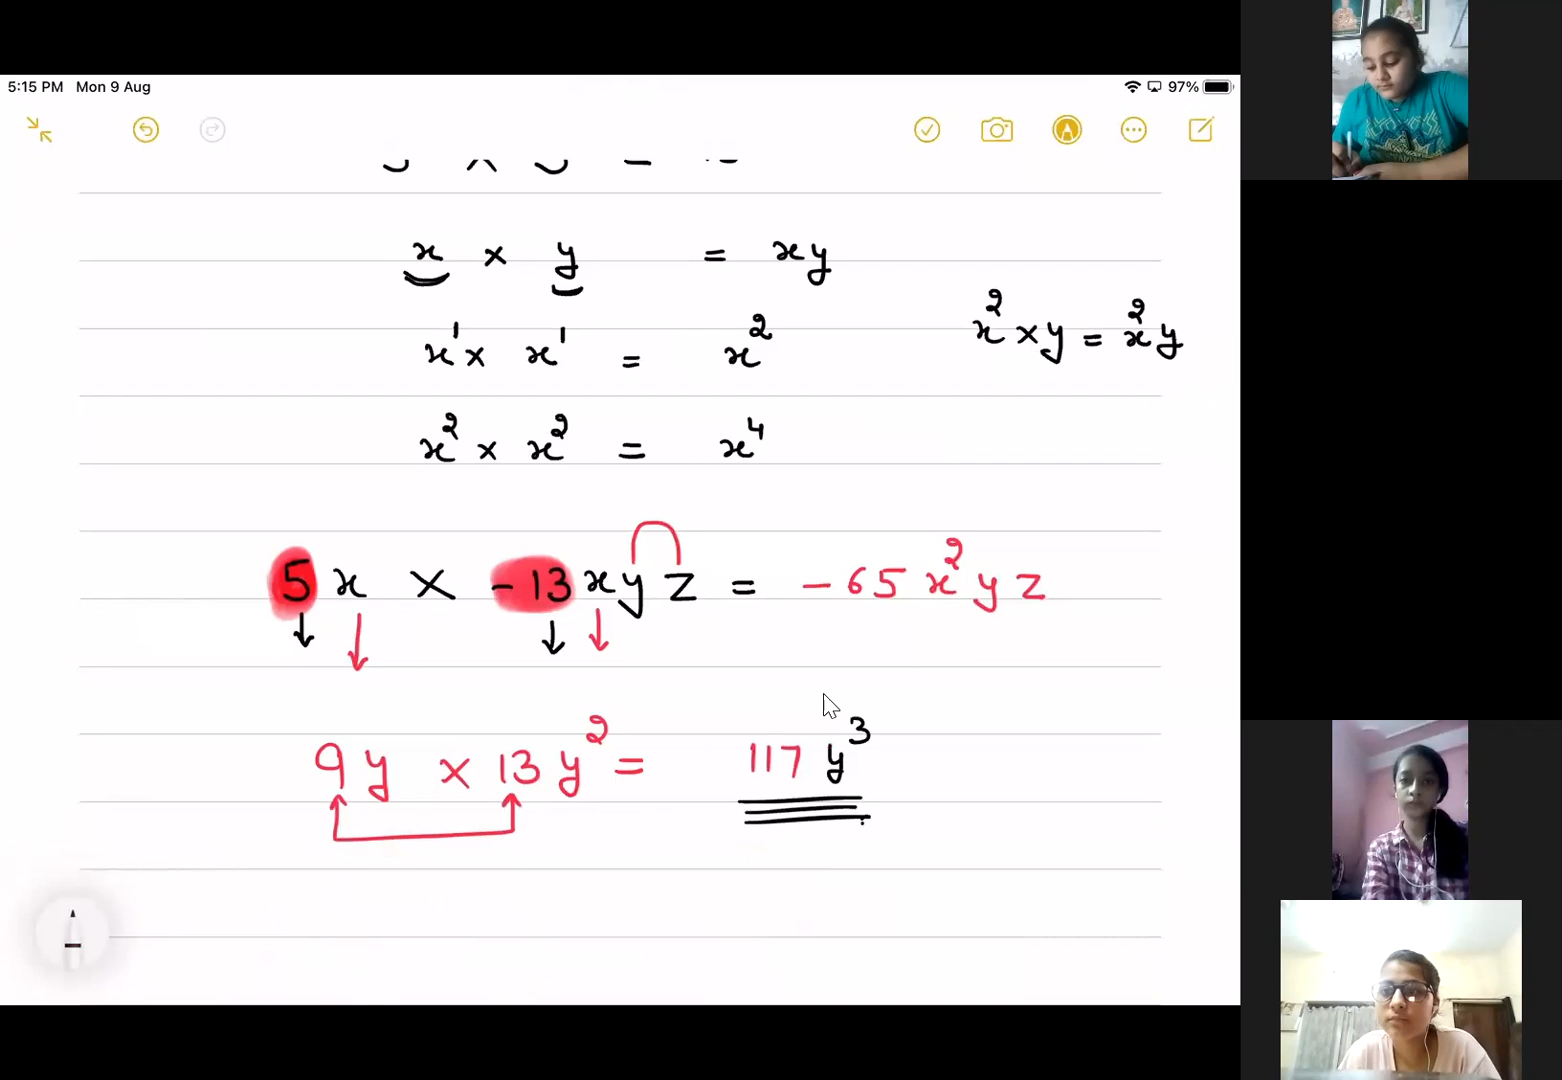 5:15 PM Mon 9 Aug 97%
x × y = xy
x¹ × x¹ = x²
x² × y = x²y
x² × x² = x⁴
5x × -13xyz = -65x²yz
9y × 13y² = 117y³